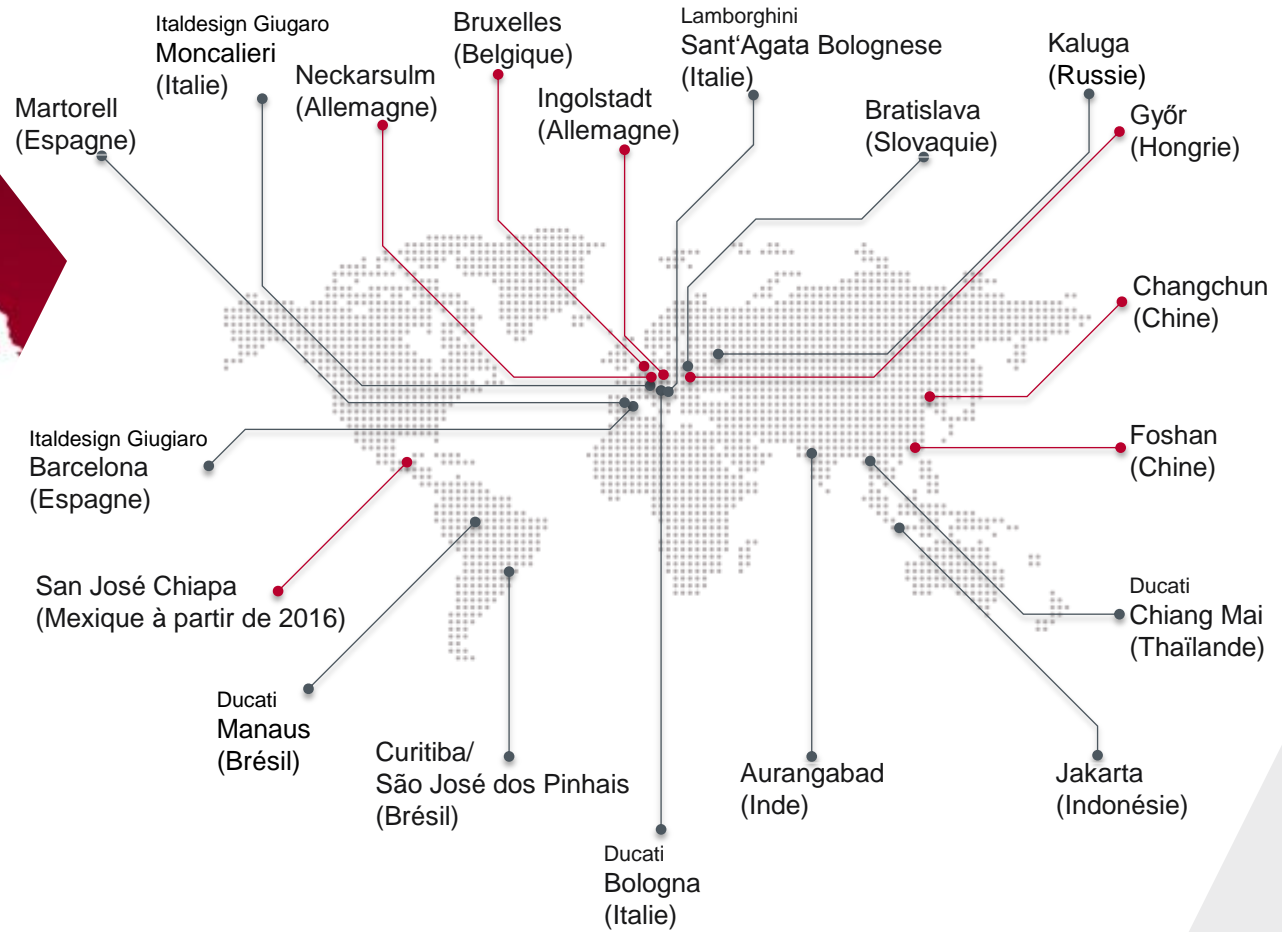 Italdesign Giugaro
Moncalieri
(Italie)
Bruxelles
(Belgique)
Lamborghini
Sant‘Agata Bolognese
(Italie)
Kaluga
(Russie)
Neckarsulm
(Allemagne)
Ingolstadt
(Allemagne)
Martorell
(Espagne)
Bratislava
(Slovaquie)
Győr
(Hongrie)
Changchun
(Chine)
Italdesign Giugiaro
Barcelona
(Espagne)
Foshan
(Chine)
San José Chiapa
(Mexique à partir de 2016)
Ducati
Chiang Mai
(Thaïlande)
Ducati
Manaus
(Brésil)
Curitiba/
São José dos Pinhais
(Brésil)
Aurangabad
(Inde)
Jakarta
(Indonésie)
Ducati
Bologna
(Italie)